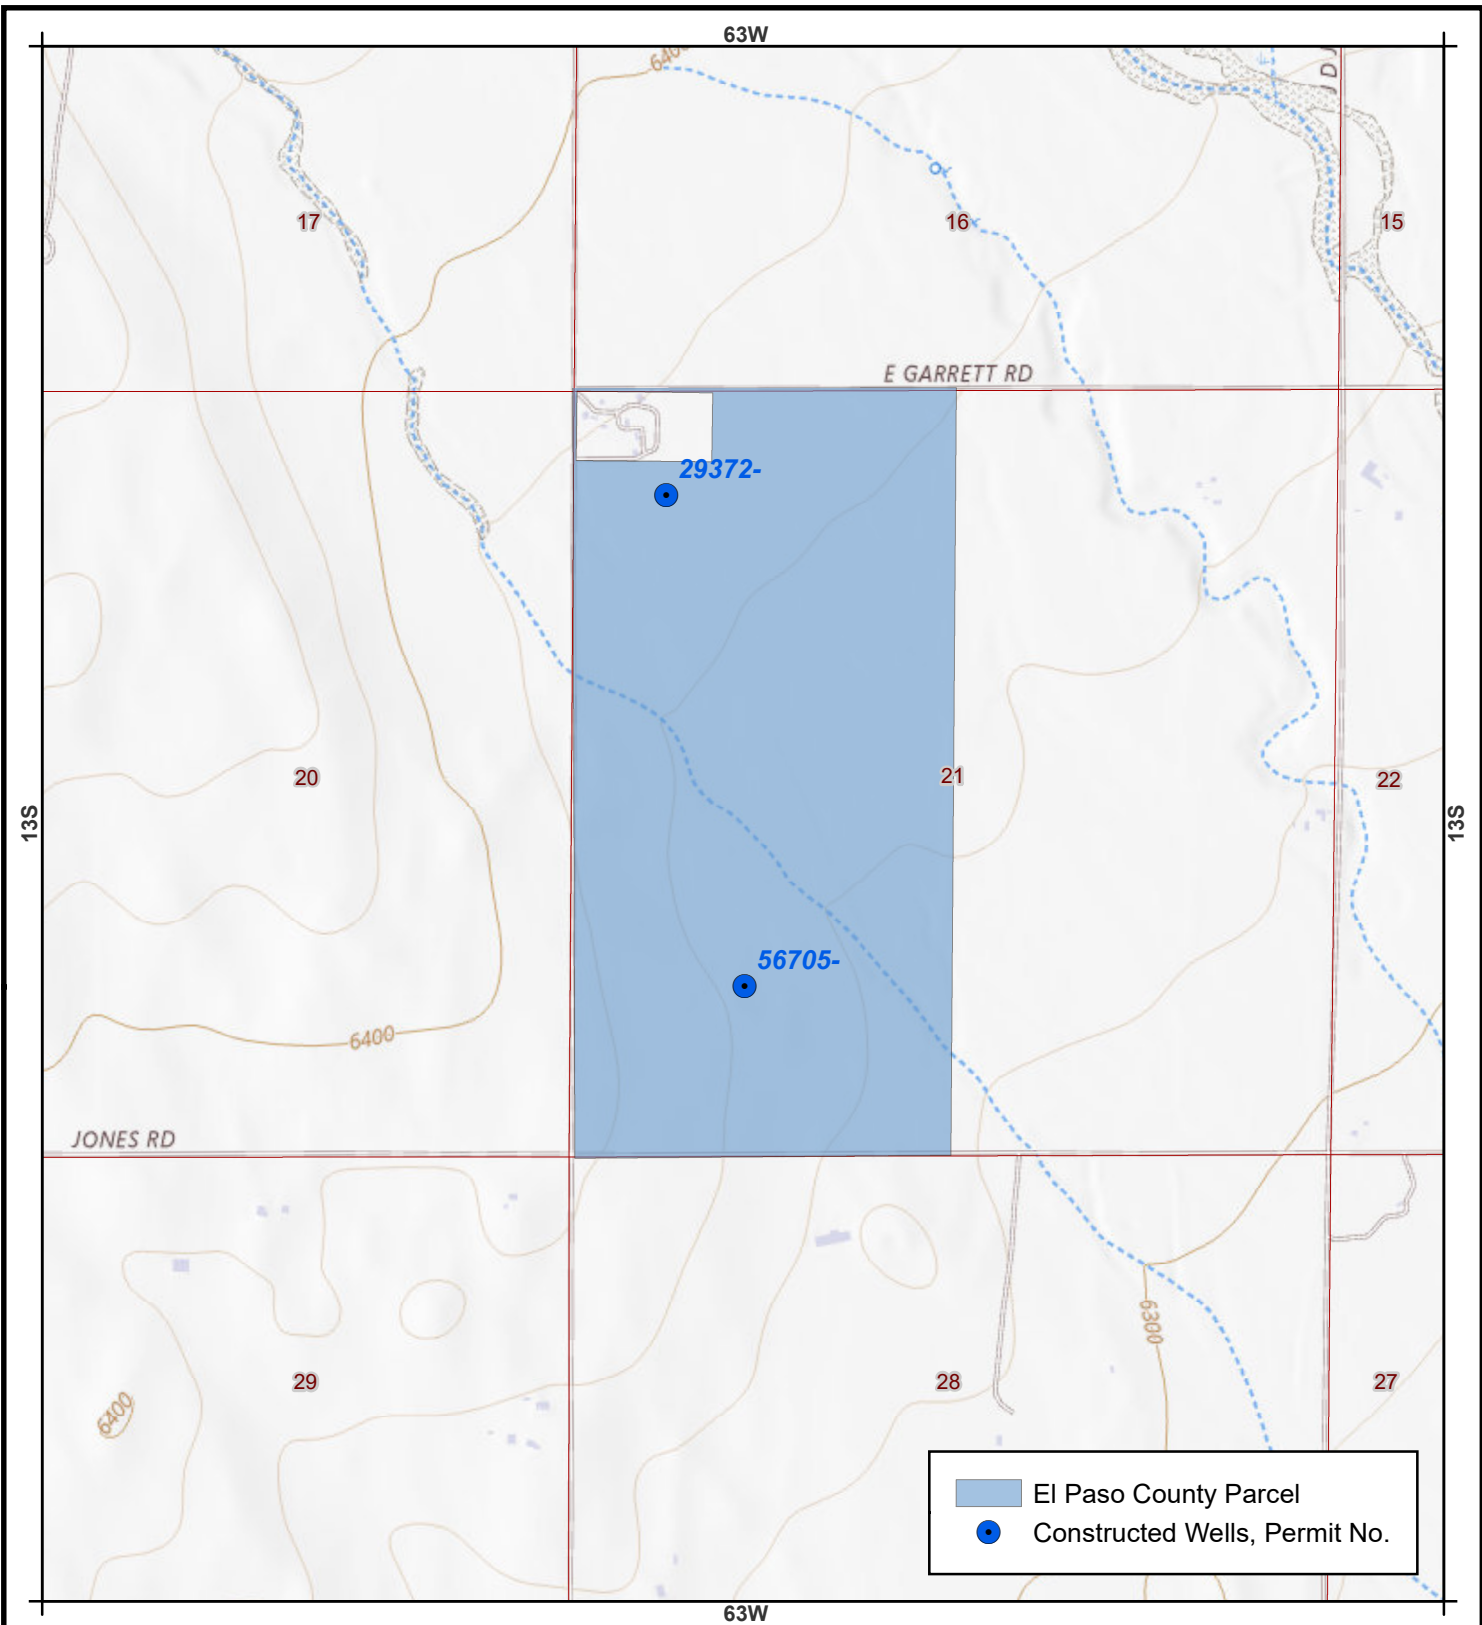 63W
6400
D
17
16
15
E GARRETT RD
29372-
20
21
22
13S
13S
56705-
6400
JONES RD
6300
29
28
27
6400
El Paso County Parcel
Constructed Wells, Permit No.
63W